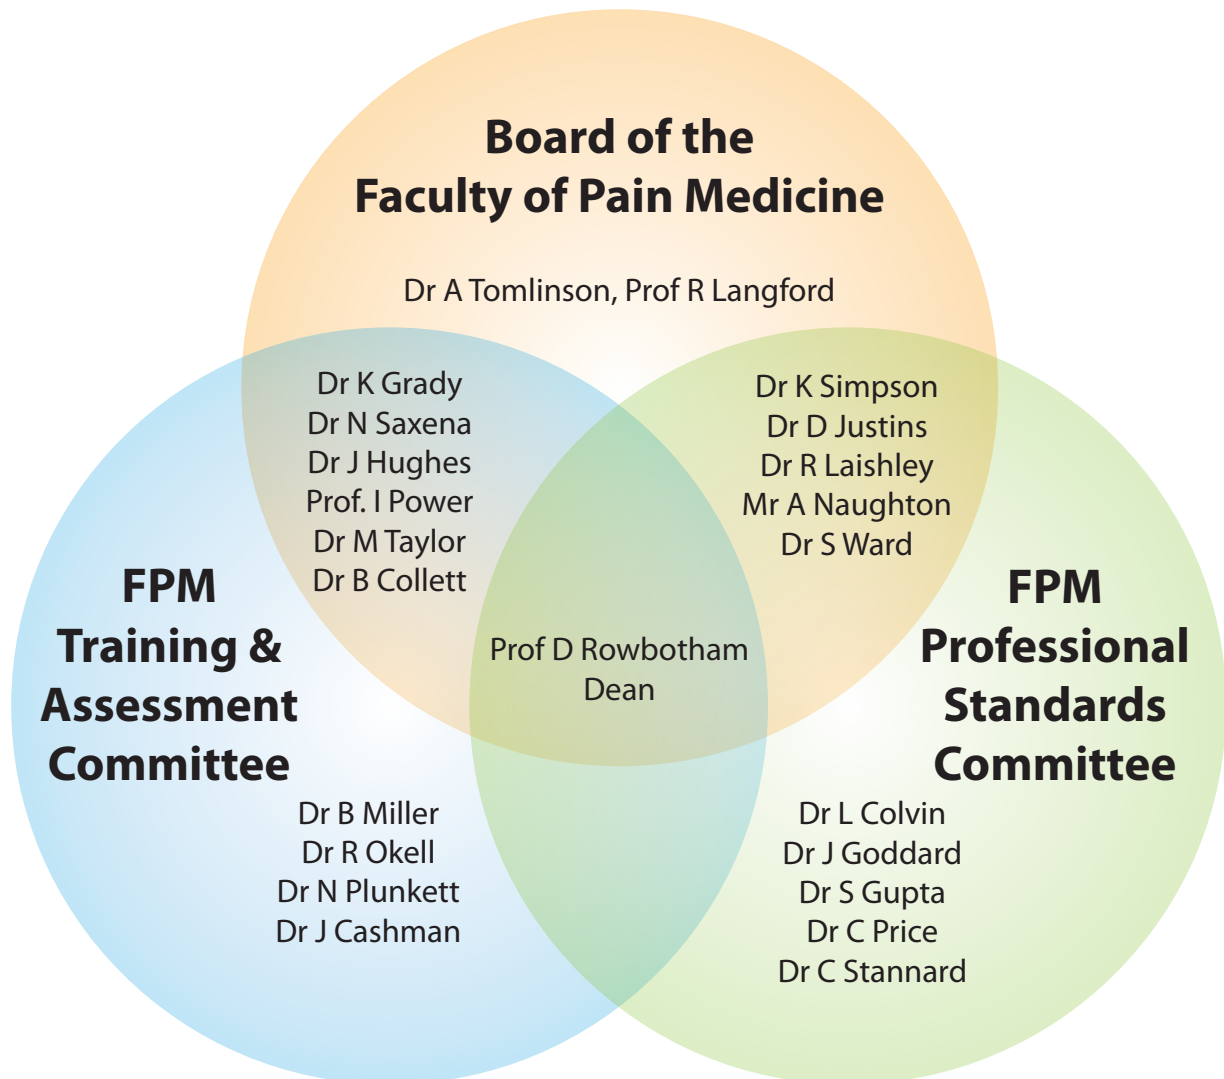 Board of the
Faculty of Pain Medicine
Dr A Tomlinson, Prof R Langford
Dr K Grady
Dr N Saxena
Dr J Hughes
Prof. I Power
Dr M Taylor
Dr B Collett
Dr K Simpson
Dr D Justins
Dr R Laishley
Mr A Naughton
Dr S Ward
FPM
Training &
Assessment
Committee
Prof D Rowbotham
Dean
FPM
Professional
Standards
Committee
Dr B Miller
Dr R Okell
Dr N Plunkett
Dr J Cashman
Dr L Colvin
Dr J Goddard
Dr S Gupta
Dr C Price
Dr C Stannard